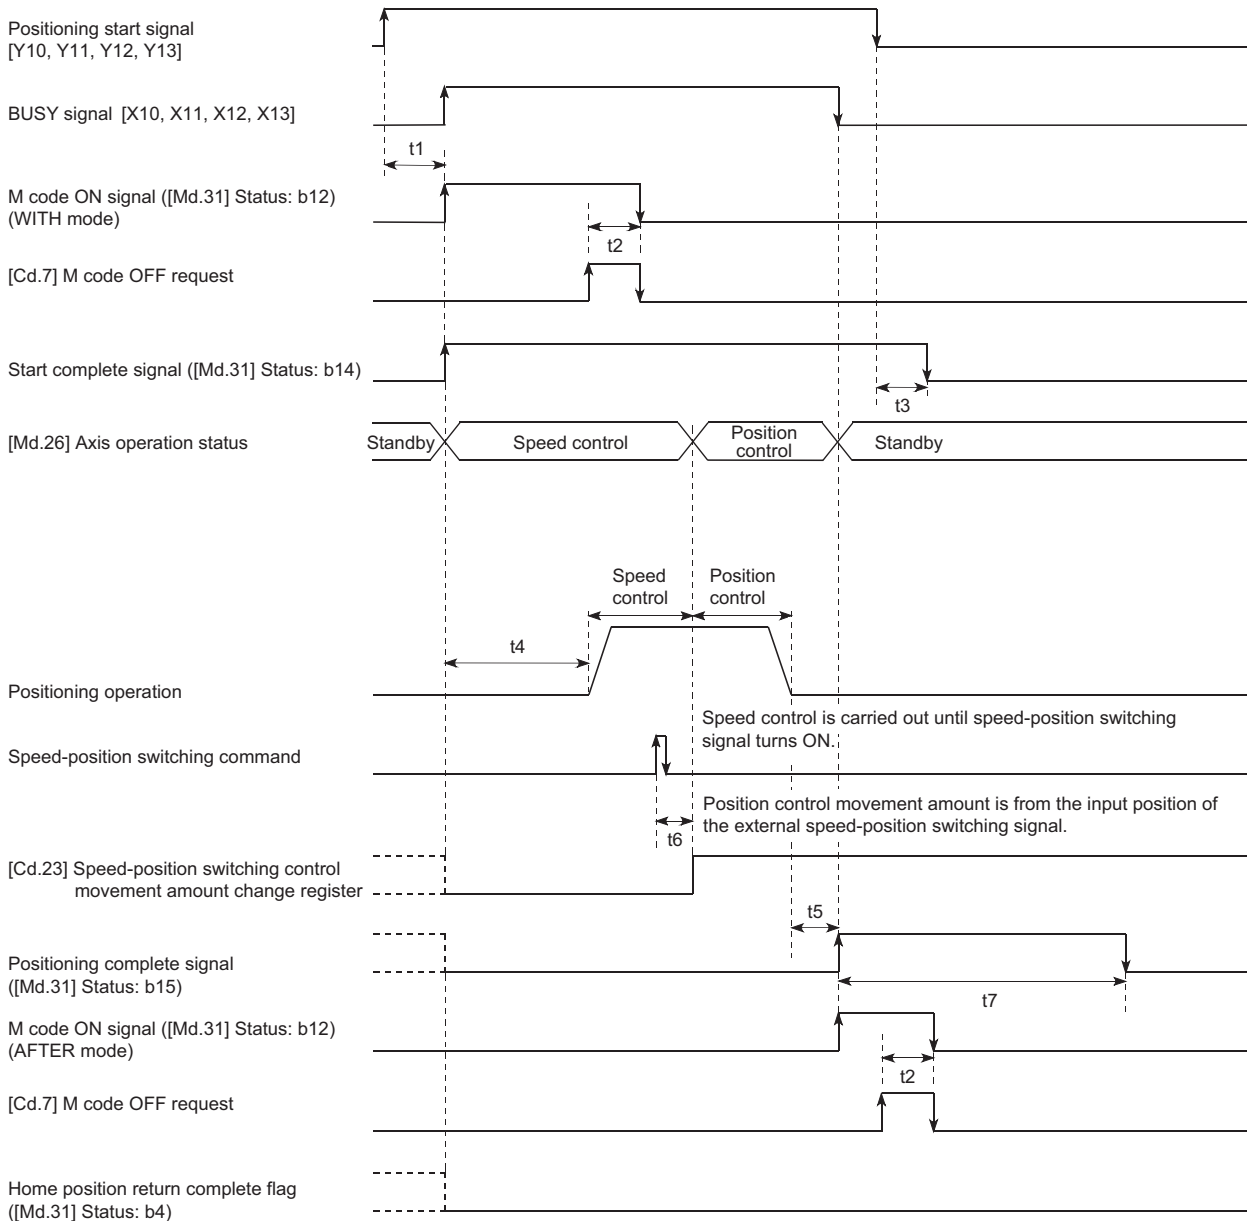 Positioning start signal
[Y10, Y11, Y12, Y13]
BUSY signal [X10, X11, X12, X13]
t1
M code ON signal ([Md.31] Status: b12)
(WITH mode)
t2
[Cd.7] M code OFF request
Start complete signal ([Md.31] Status: b14)
t3
[Md.26] Axis operation status
Standby
Speed control
Position
control
Standby
Speed
control
Position
control
t4
Positioning operation
Speed control is carried out until speed-position switching
signal turns ON.
Speed-position switching command
Position control movement amount is from the input position of
the external speed-position switching signal.
t6
[Cd.23] Speed-position switching control
movement amount change register
t5
Positioning complete signal
([Md.31] Status: b15)
t7
M code ON signal ([Md.31] Status: b12)
(AFTER mode)
t2
[Cd.7] M code OFF request
Home position return complete flag
([Md.31] Status: b4)